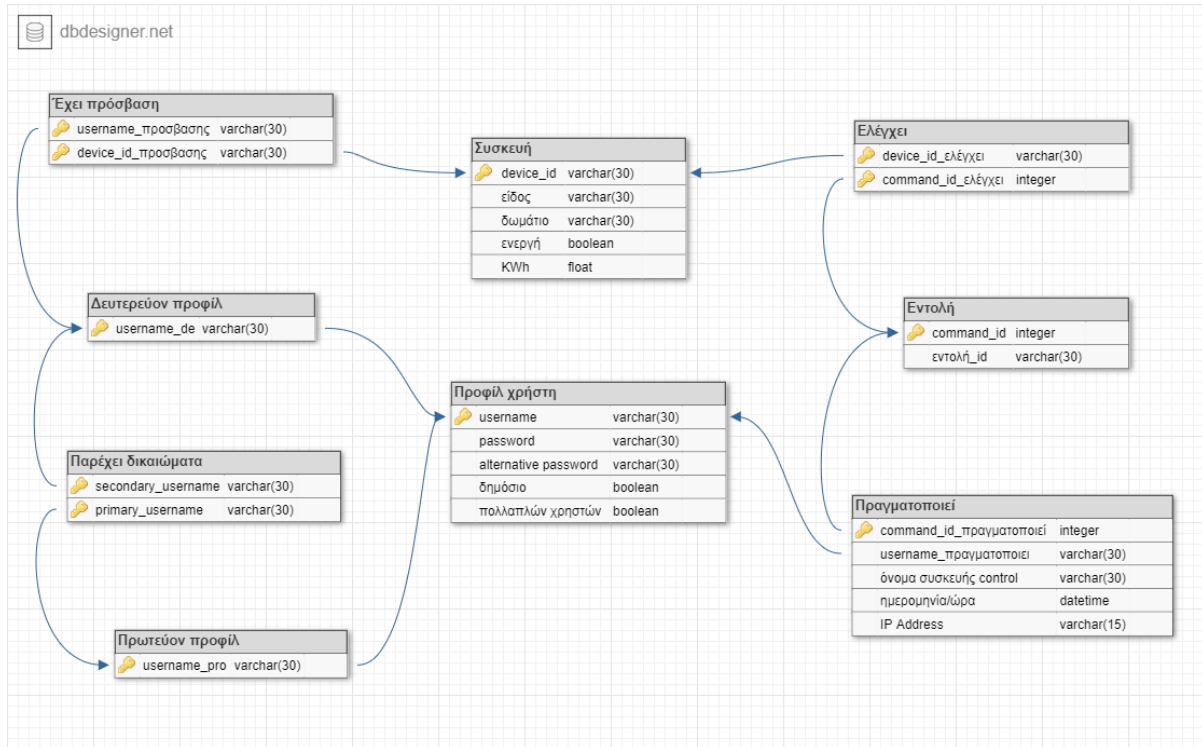 dbdesigner.net
Έχει πρόσβαση
username_προσβασης varchar(30)
device_id_προσβασης varchar(30)
Συσκευή
device_id varchar(30)
είδος varchar(30)
δωμάτιο varchar(30)
ενεργή boolean
KWh float
Ελέγχει
device_id_ελέγχει varchar(30)
command_id_ελέγχει integer
Δευτερεύον προφίλ
username_de varchar(30)
Εντολή
command_id integer
εντολή_id varchar(30)
Προφίλ χρήστη
username varchar(30)
password varchar(30)
alternative password varchar(30)
δημόσιο boolean
πολλαπλών χρηστών boolean
Παρέχει δικαιώματα
secondary_username varchar(30)
primary_username varchar(30)
Πραγματοποιεί
command_id_πραγματοποιεί integer
username_πραγματοποιει varchar(30)
όνομα συσκευής control varchar(30)
ημερομηνία/ώρα datetime
IP Address varchar(15)
Πρωτεύον προφίλ
username_pro varchar(30)